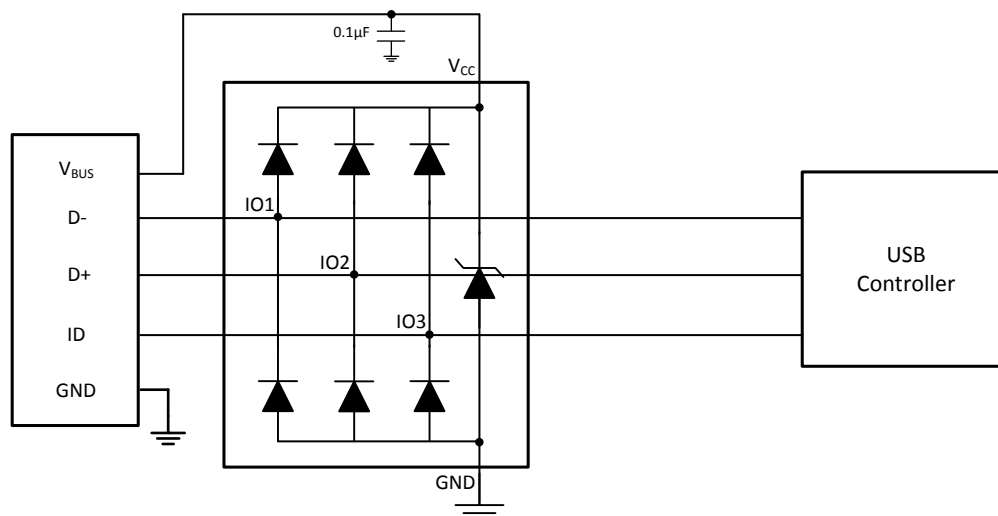 0.1µF
VCC
VBUS
D-
IO1
USB
Controller
D+
IO2
ID
IO3
GND
GND